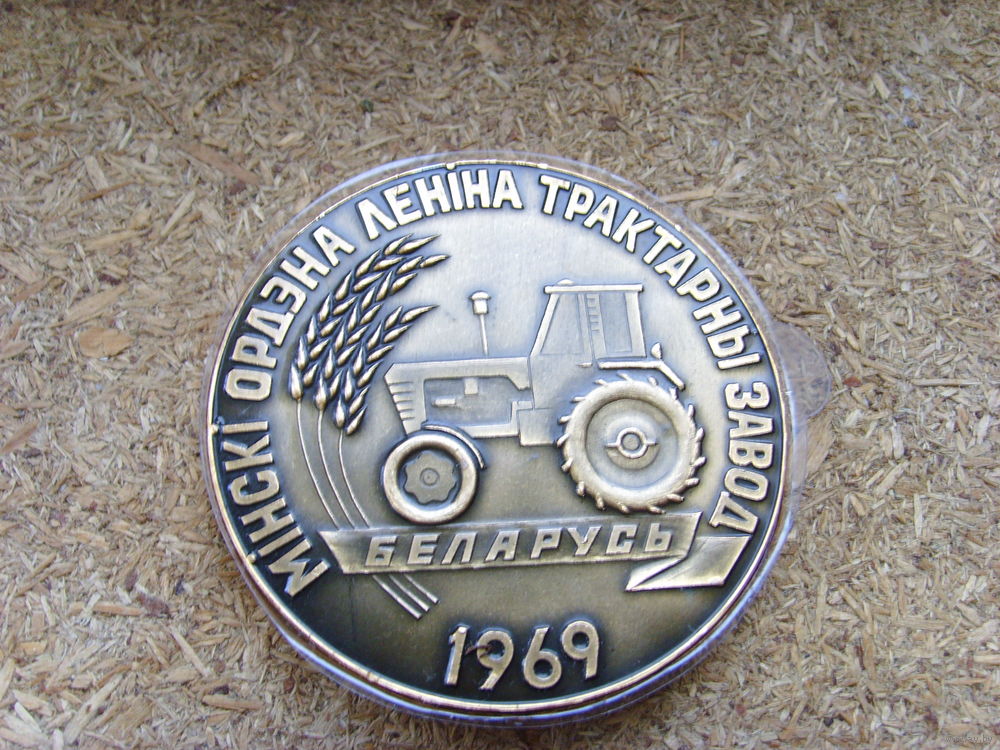 МІНСКІ ОРДЭНА ЛЕНІНА ТРАКТАРНЫ ЗАВОД
БЕЛАРУСЬ
1969